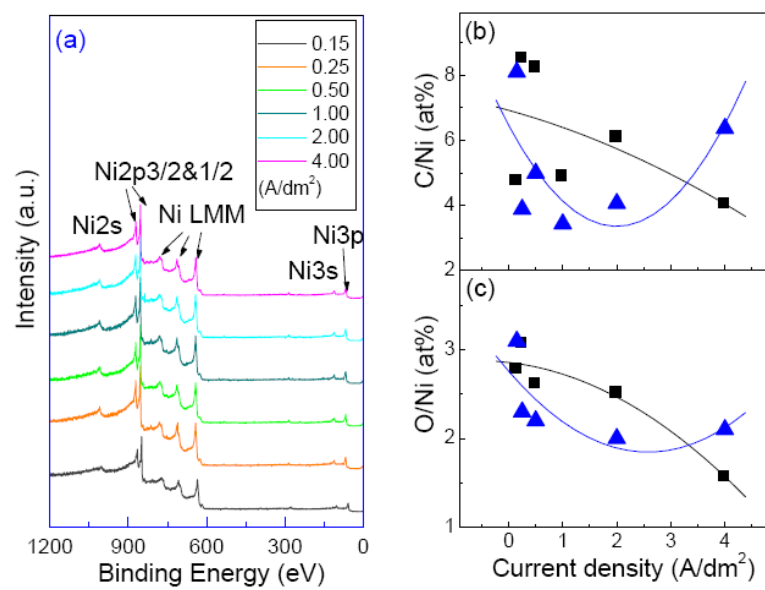 (a)
0.15
0.25
0.50
1.00
2.00
4.00
(A/dm²)
Ni2p3/2&1/2
Ni2s
Ni LMM
Ni3p
Ni3s
Intensity (a.u.)
1200 900 600 300 0
Binding Energy (eV)
(b)
8
6
4
2
C/Ni (at%)
(c)
3
2
1
O/Ni (at%)
0 1 2 3 4
Current density (A/dm²)